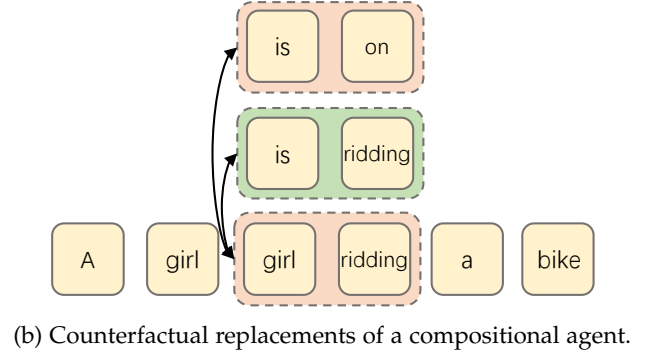 is on
is ridding
A girl girl ridding a bike
(b) Counterfactual replacements of a compositional agent.